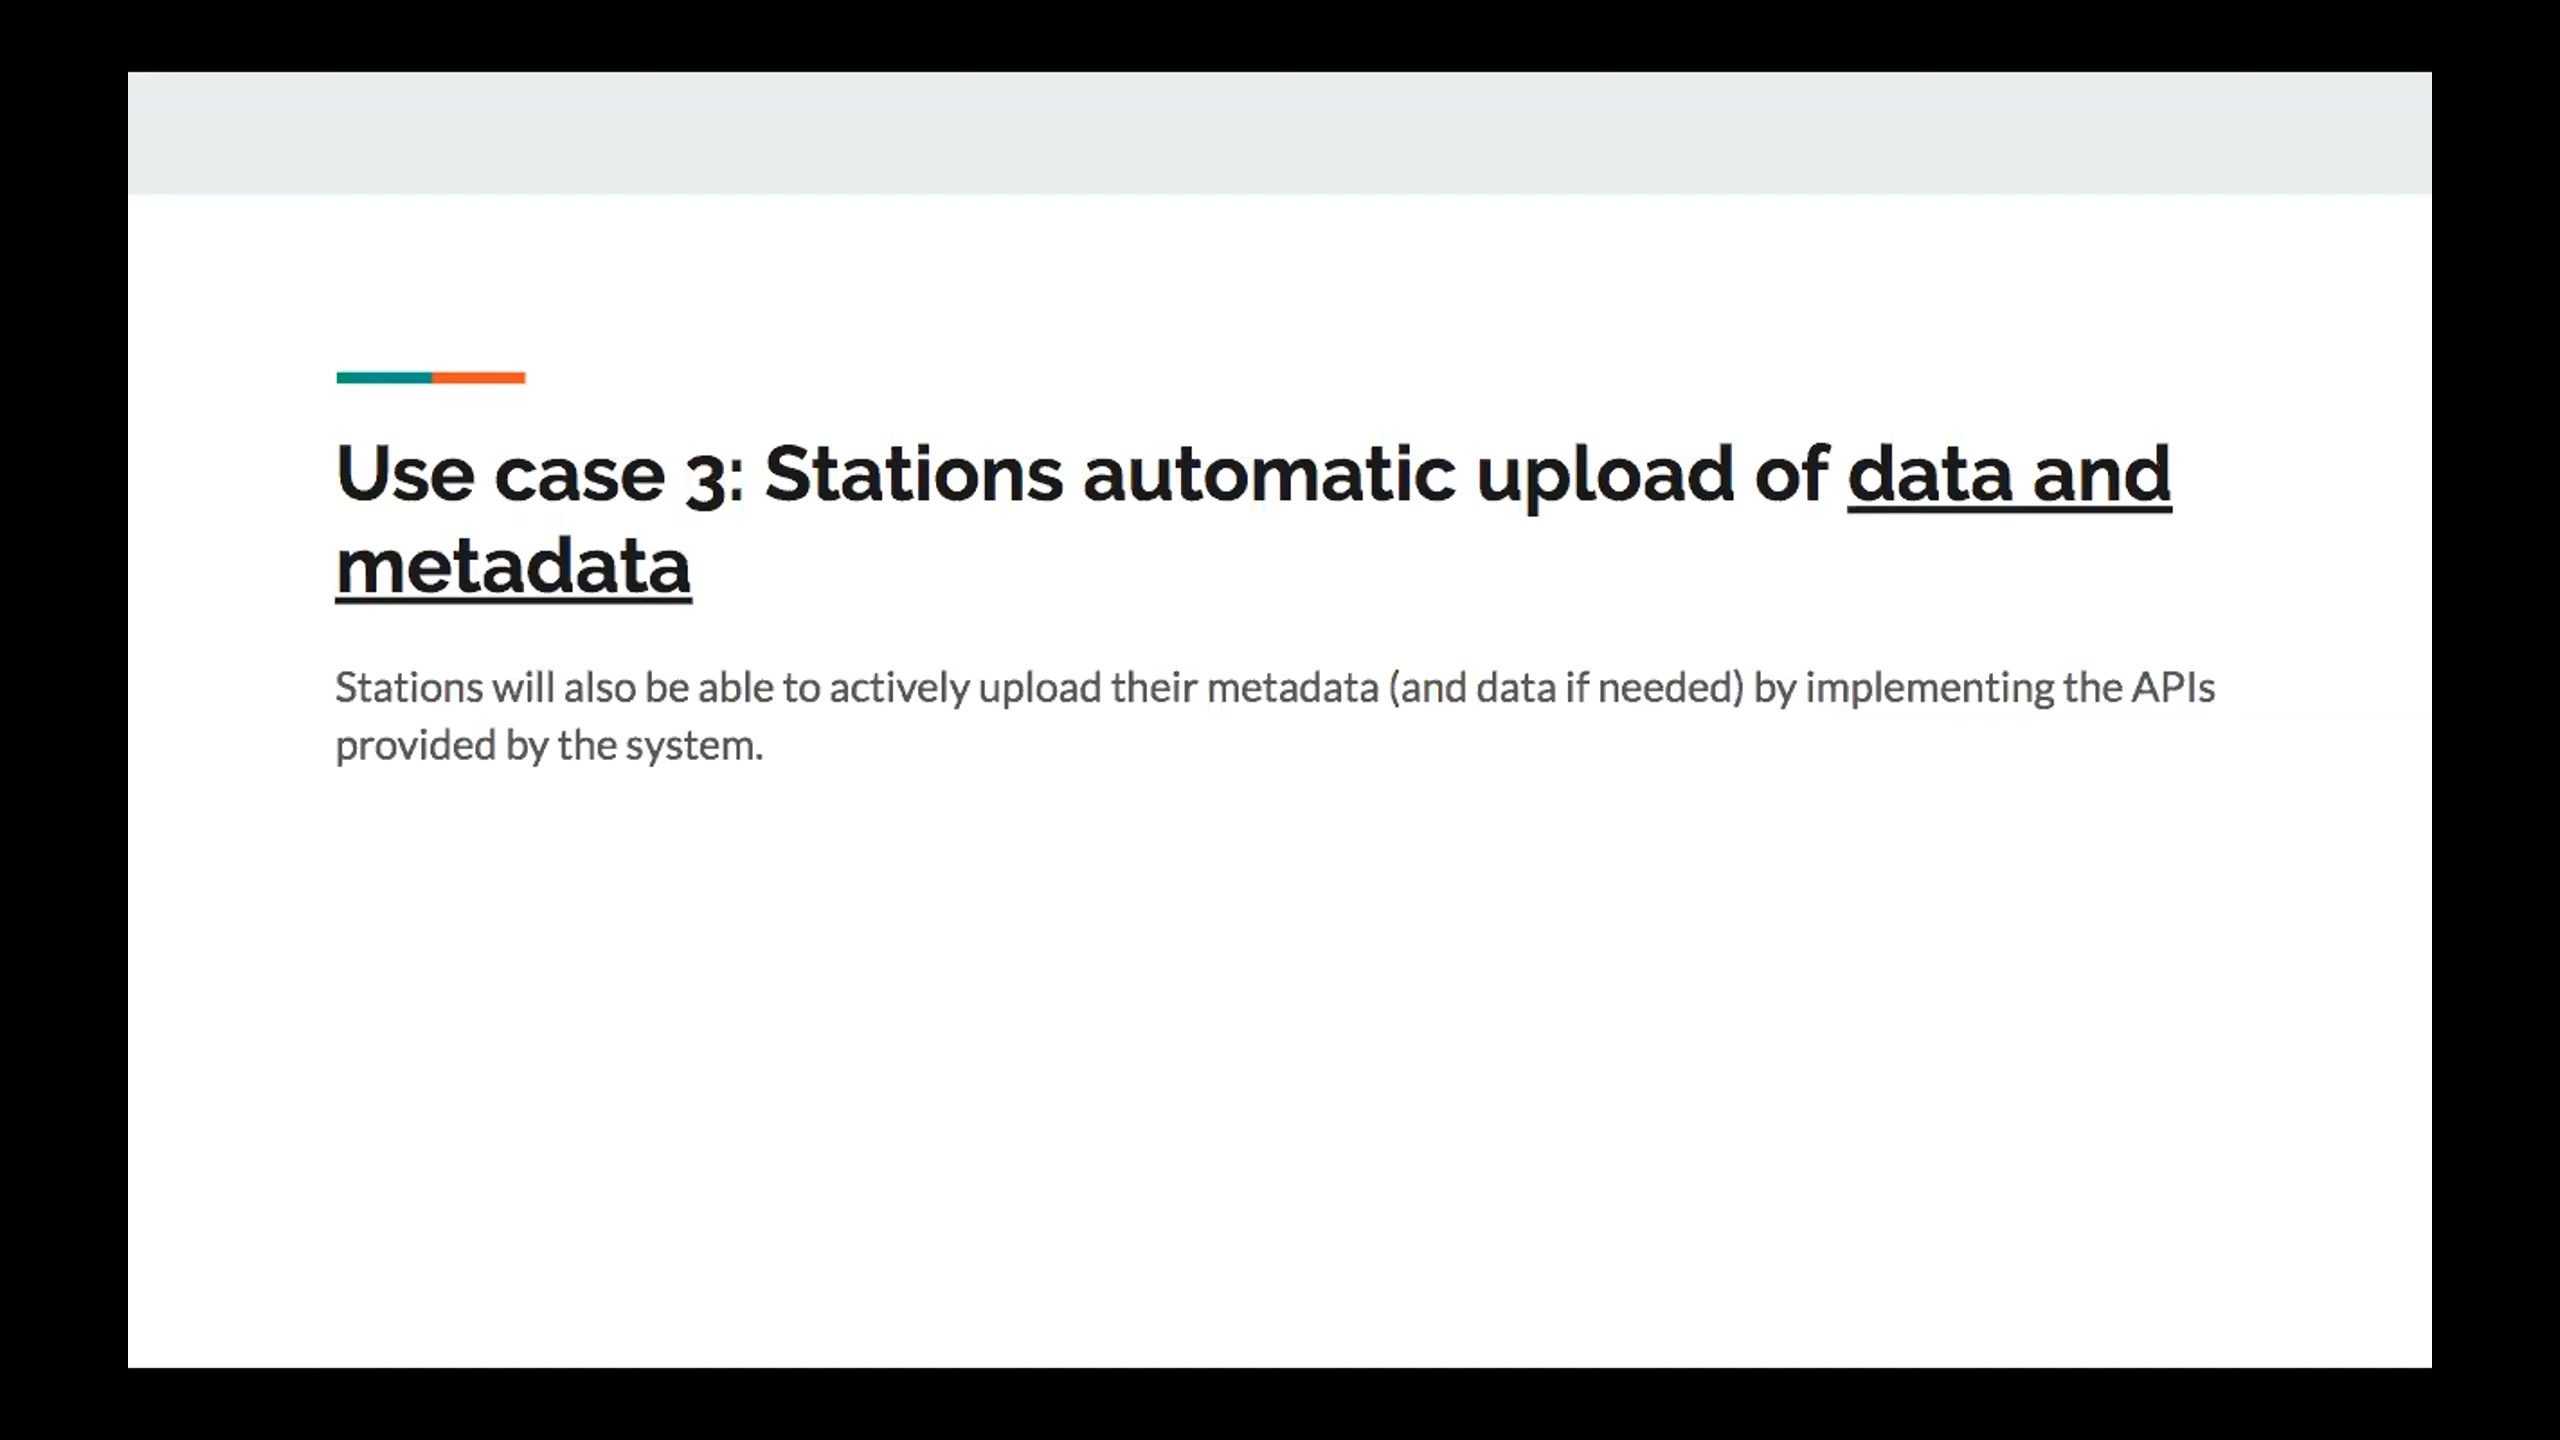 Use case 3: Stations automatic upload of data and
metadata
Stations will also be able to actively upload their metadata (and data if needed) by implementing the APIs
provided by the system.